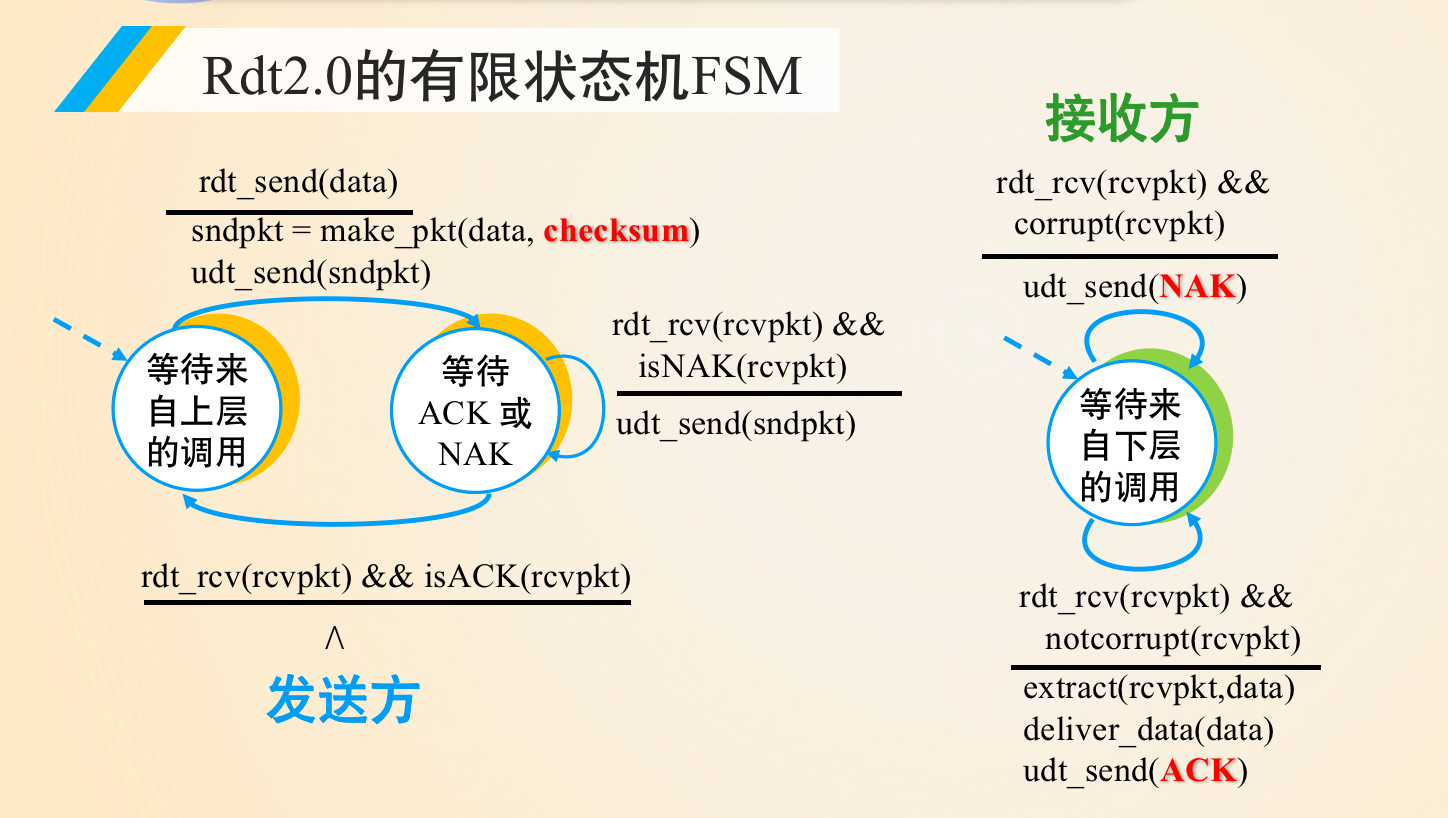 Rdt2.0的有限状态机FSM
rdt_send(data)
sndpkt = make_pkt(data, checksum)
udt_send(sndpkt)
等待来
自上层
的调用
等待
ACK 或
NAK
rdt_rcv(rcvpkt) &&
isNAK(rcvpkt)
udt_send(sndpkt)
rdt_rcv(rcvpkt) && isACK(rcvpkt)
Λ
发送方
接收方
rdt_rcv(rcvpkt) &&
corrupt(rcvpkt)
udt_send(NAK)
等待来
自下层
的调用
rdt_rcv(rcvpkt) &&
notcorrupt(rcvpkt)
extract(rcvpkt,data)
deliver_data(data)
udt_send(ACK)